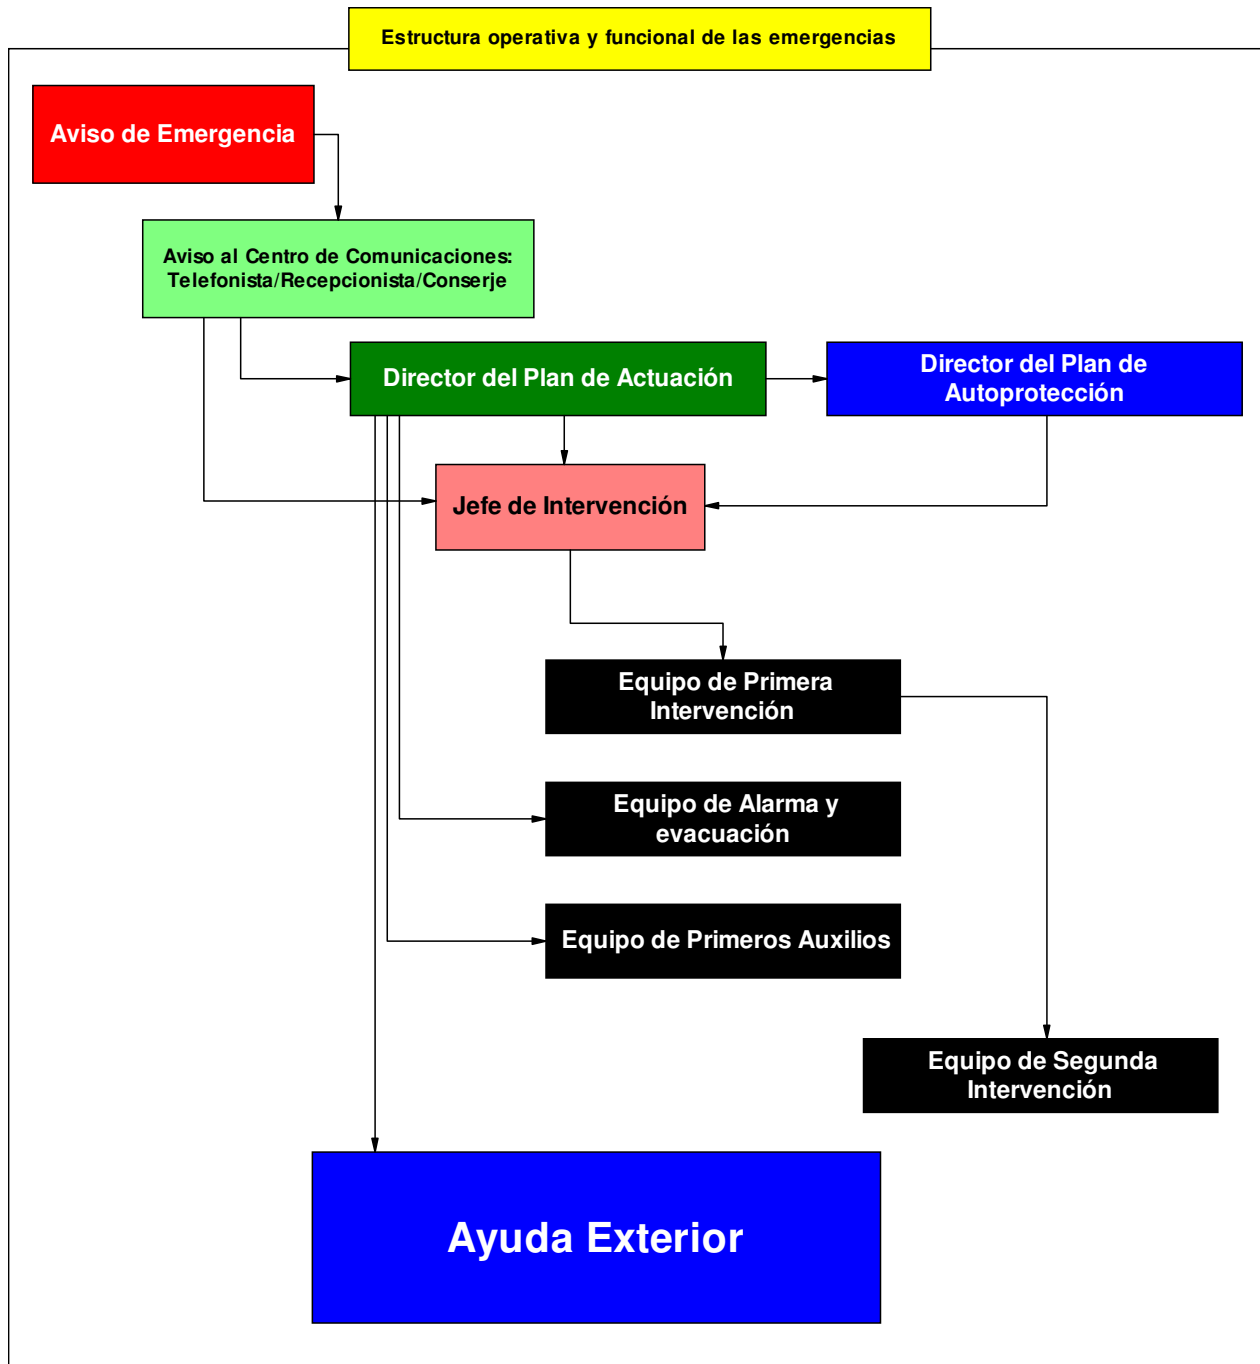 Estructura operativa y funcional de las emergencias
Aviso de Emergencia
Aviso al Centro de Comunicaciones:
Telefonista/Recepcionista/Conserje
Director del Plan de Actuación
Director del Plan de
Autoprotección
Jefe de Intervención
Equipo de Primera
Intervención
Equipo de Alarma y
evacuación
Equipo de Primeros Auxilios
Equipo de Segunda
Intervención
Ayuda Exterior